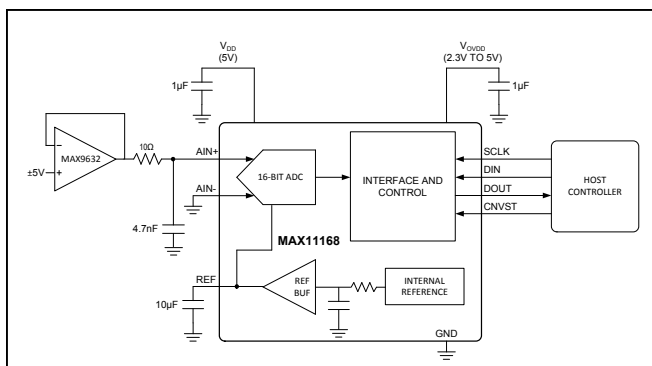 V_DD
(5V)
V_OVDD
(2.3V TO 5V)
1µF
1µF
MAX9632
±5V
10Ω
4.7nF
AIN+
AIN-
16-BIT ADC
INTERFACE AND
CONTROL
SCLK
DIN
DOUT
CNVST
HOST
CONTROLLER
MAX11168
REF
10µF
REF
BUF
INTERNAL
REFERENCE
GND